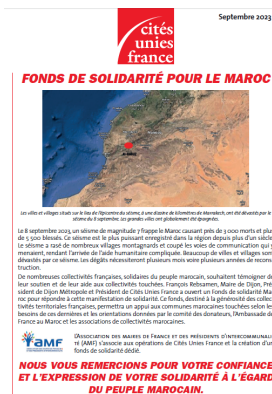 Septembre 2023
cités
unies
france
FONDS DE SOLIDARITÉ POUR LE MAROC
Les villes et villages situés sur le lieu de l'épicentre du séisme, à une dizaine de kilomètres de Marrakech, ont été dévastés par le
séisme du 8 septembre. Les grandes villes ont globalement été épargnées.
Le 8 septembre 2023, un séisme de magnitude 7 frappe le Maroc causant près de 3 000 morts et plus
de 5 500 blessés. Ce séisme est le plus puissant enregistré dans la région depuis plus d'un siècle.
Le séisme a rasé de nombreux villages montagnards et coupé les voies de communication qui y
menaient, rendant l'arrivée de l'aide humanitaire compliquée. Beaucoup de villes et villages sont
dévastés par ce séisme. Les dégâts nécessiteront plusieurs mois voire plusieurs années de recons
truction.
De nombreuses collectivités françaises, solidaires du peuple marocain, souhaitent témoigner de
leur soutien et de leur aide aux collectivités touchées. François Rebsamen, Maire de Dijon, Pré
sident de Dijon Métropole et Président de Cités Unies France a ouvert un Fonds de solidarité Ma
roc pour répondre à cette manifestation de solidarité. Ce fonds, destiné à la générosité des collec
tivités territoriales françaises, permettra un appui aux communes marocaines touchées selon les
besoins de ces dernières et les orientations données par le comité des donateurs, l'Ambassade de
France au Maroc et les associations de collectivités marocaines.
AMF
L'ASSOCIATION DES MAIRES DE FRANCE ET DES PRÉSIDENTS D'INTERCOMMUNALI
TÉ (AMF) s'associe aux opérations de Cités Unies France et la création d'un
fonds de solidarité dédié.
NOUS VOUS REMERCIONS POUR VOTRE CONFIANCE
ET L'EXPRESSION DE VOTRE SOLIDARITÉ À L'ÉGARD
DU PEUPLE MAROCAIN.